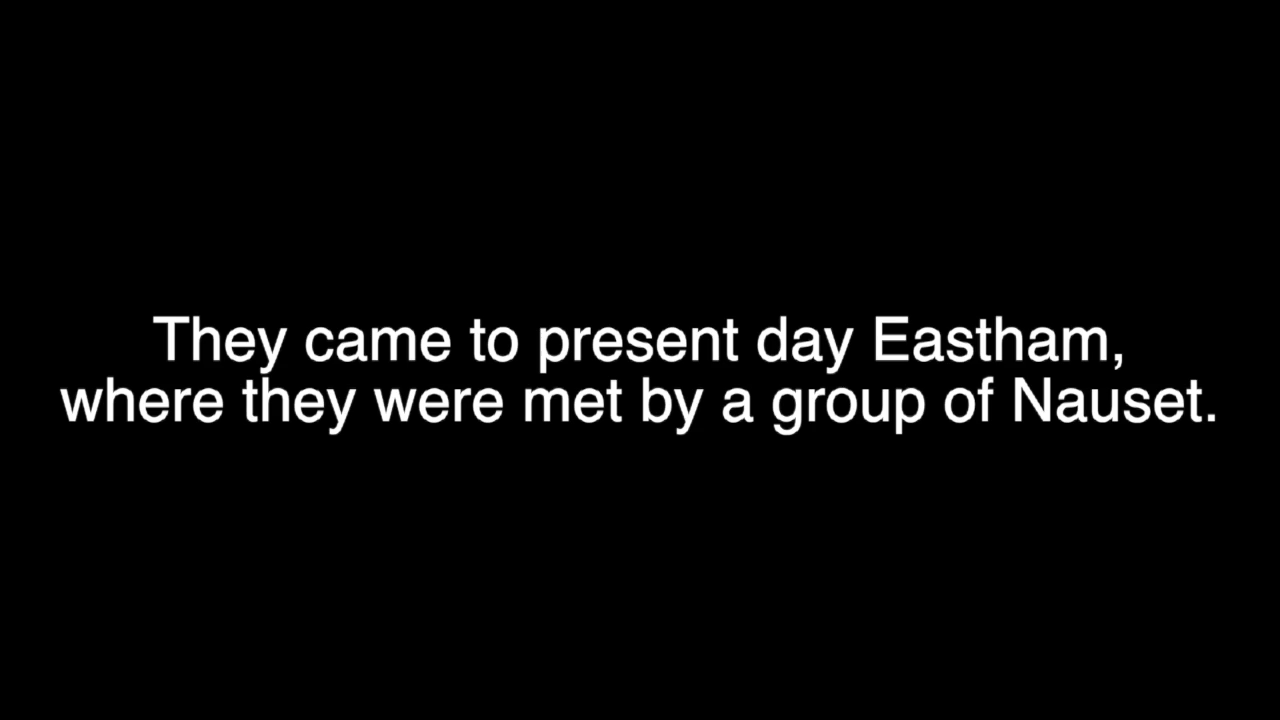 They came to present day Eastham,
where they were met by a group of Nauset.